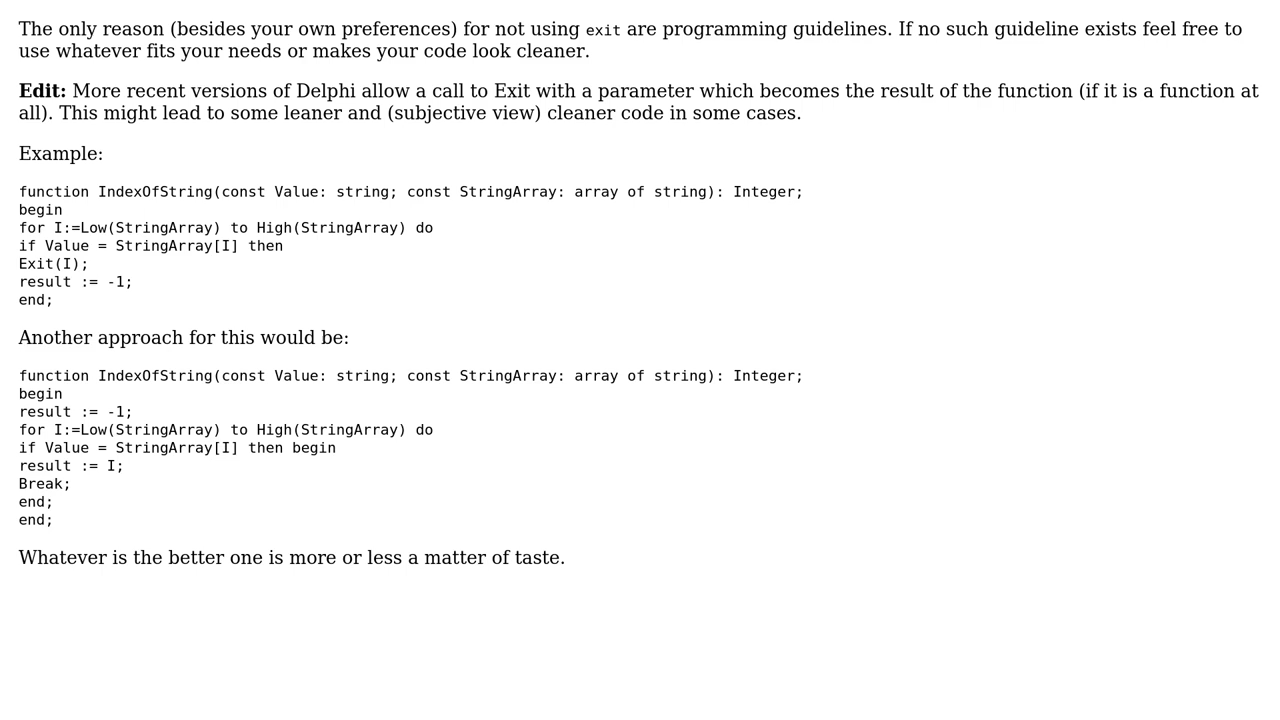 The only reason (besides your own preferences) for not using exit are programming guidelines. If no such guideline exists feel free to
use whatever fits your needs or makes your code look cleaner.
Edit: More recent versions of Delphi allow a call to Exit with a parameter which becomes the result of the function (if it is a function at
all). This might lead to some leaner and (subjective view) cleaner code in some cases.
Example:
function IndexOfString(const Value: string; const StringArray: array of string): Integer;
begin
for I:=Low(StringArray) to High(StringArray) do
if Value = StringArray[I] then
Exit(I);
result := -1;
end;
Another approach for this would be:
function IndexOfString(const Value: string; const StringArray: array of string): Integer;
begin
result := -1;
for I:=Low(StringArray) to High(StringArray) do
if Value = StringArray[I] then begin
result := I;
Break;
end;
end;
Whatever is the better one is more or less a matter of taste.